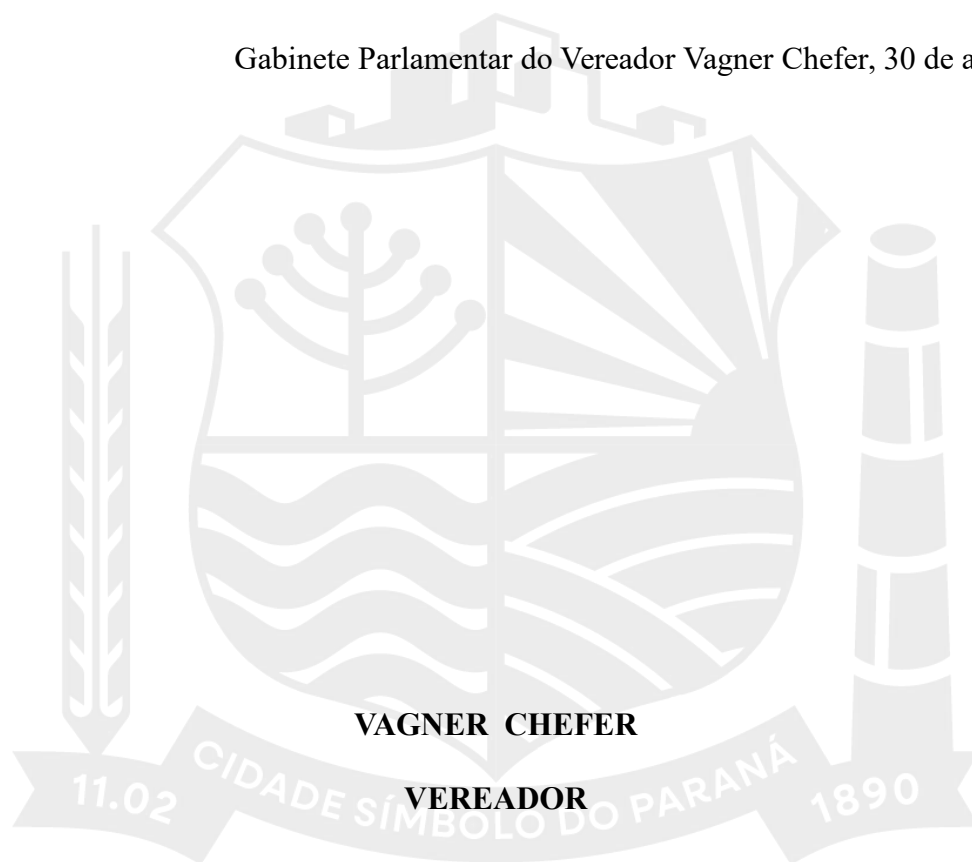 Gabinete Parlamentar do Vereador Vagner Chefer, 30 de a
VAGNER CHEFER
VEREADOR
11.02 CIDADE SÍMBOLO DO PARANÁ 1890